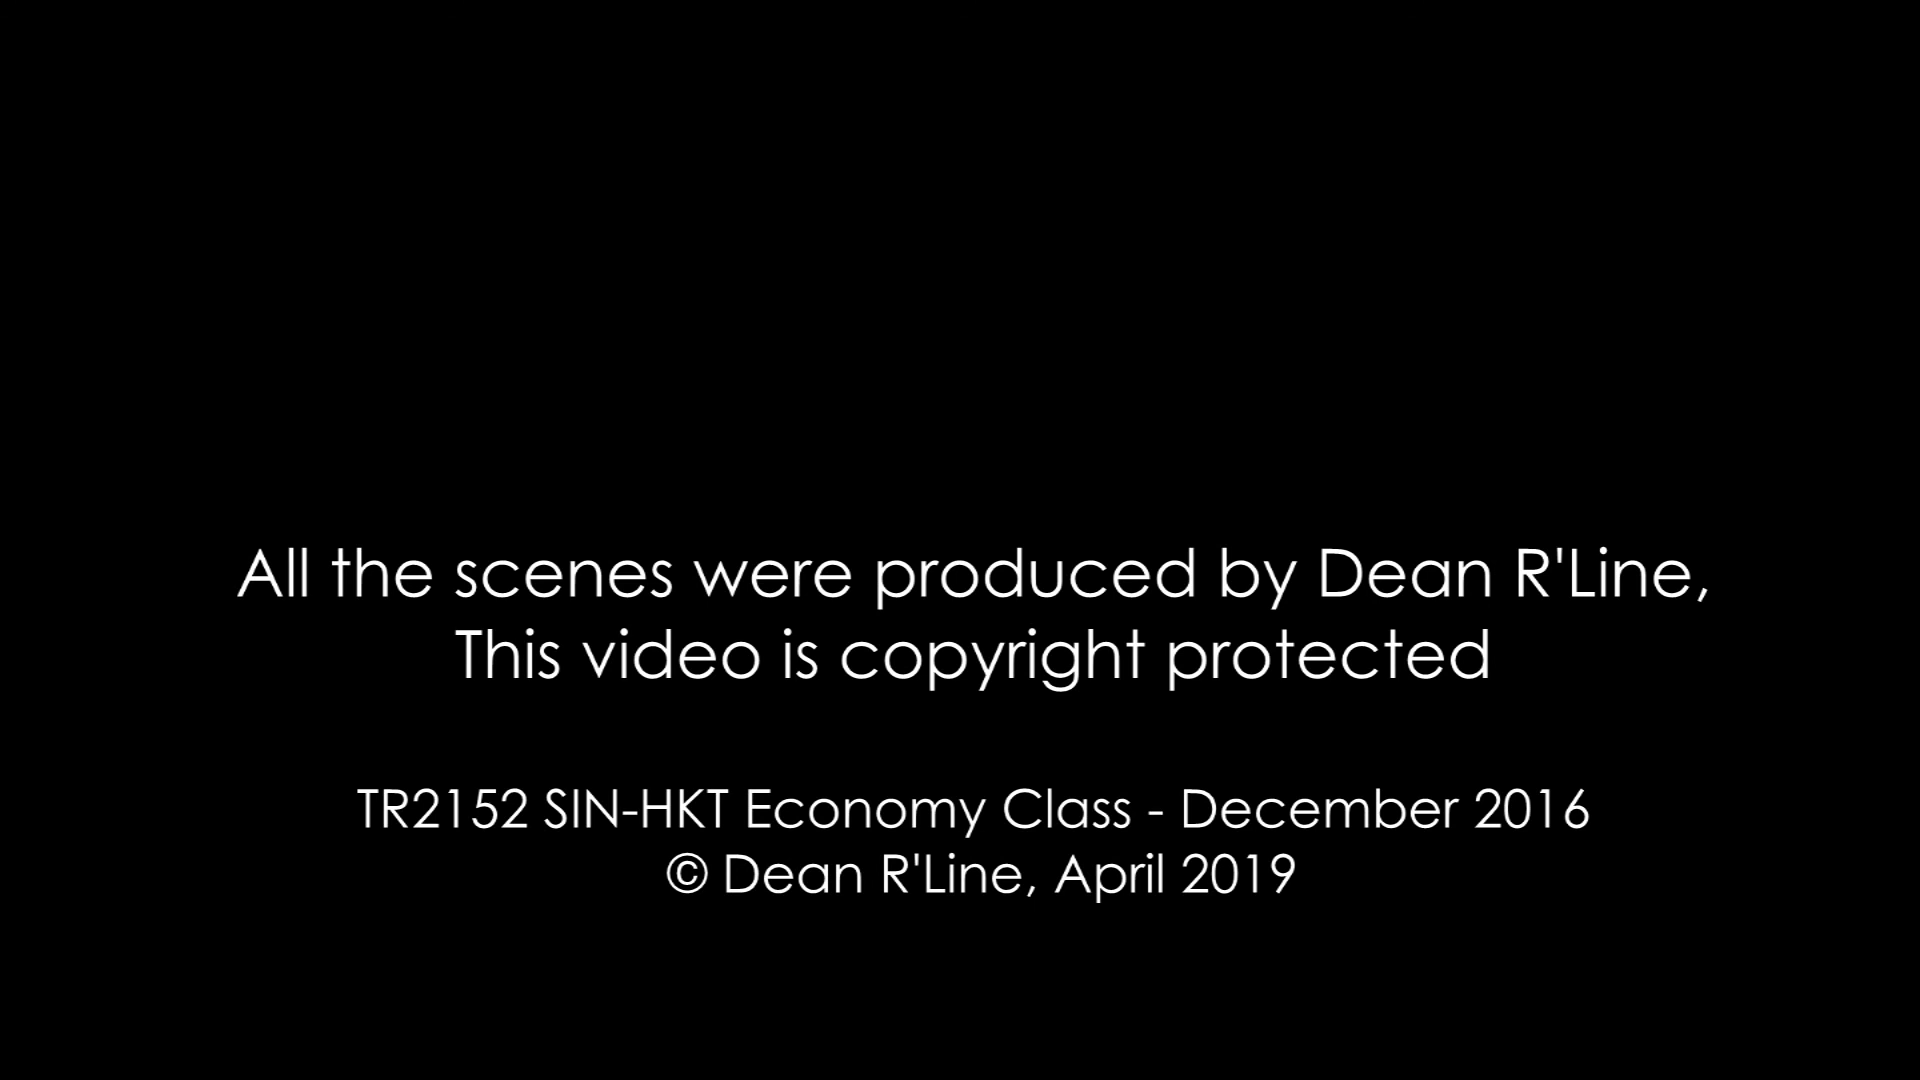 All the scenes were produced by Dean R'Line,
This video is copyright protected
TR2152 SIN-HKT Economy Class - December 2016
© Dean R'Line, April 2019